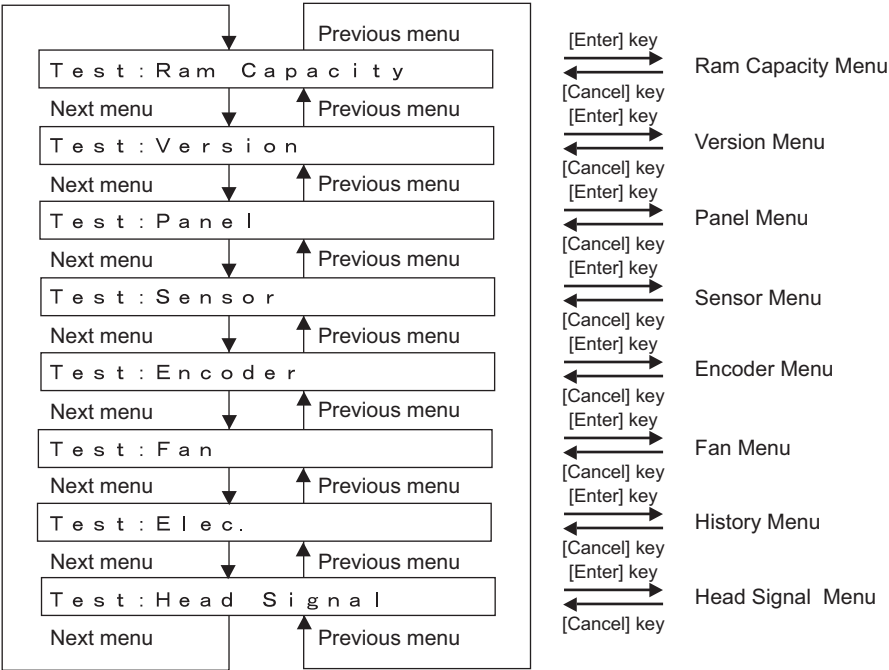 Previous menu
[Enter] key
Test:Ram Capacity
Ram Capacity Menu
[Cancel] key
Next menu
Previous menu
[Enter] key
Test:Version
Version Menu
[Cancel] key
Next menu
Previous menu
[Enter] key
Test:Panel
Panel Menu
[Cancel] key
Next menu
Previous menu
[Enter] key
Test:Sensor
Sensor Menu
[Cancel] key
Next menu
Previous menu
[Enter] key
Test:Encoder
Encoder Menu
[Cancel] key
Next menu
Previous menu
[Enter] key
Test:Fan
Fan Menu
[Cancel] key
Next menu
Previous menu
[Enter] key
Test:Elec.
History Menu
[Cancel] key
Next menu
Previous menu
[Enter] key
Test:Head Signal
Head Signal Menu
[Cancel] key
Next menu
Previous menu